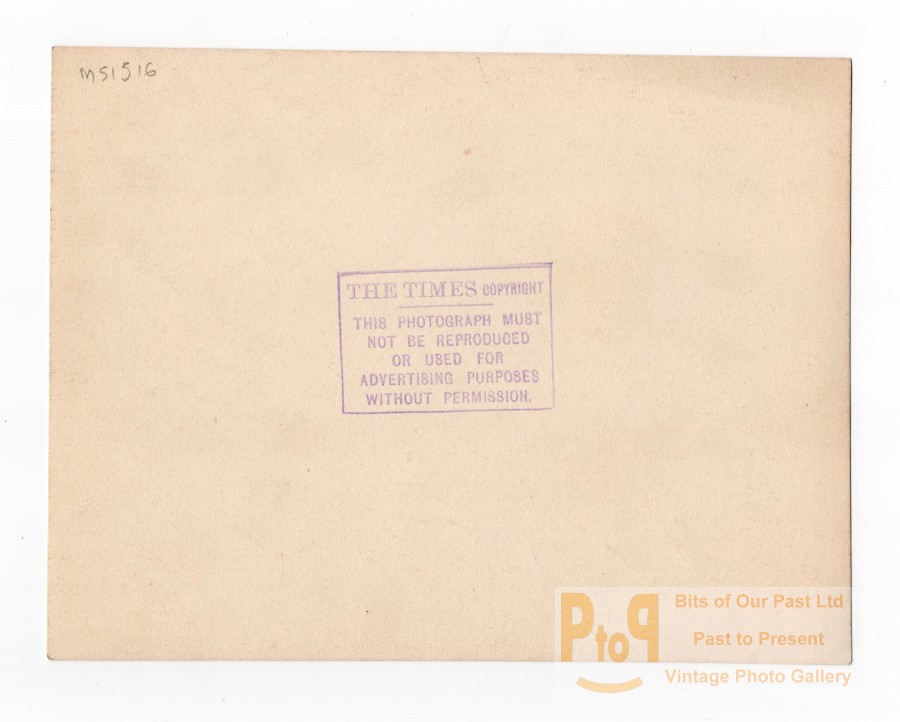 MS1516
THE TIMES COPYRIGHT
THIS PHOTOGRAPH MUST
NOT BE REPRODUCED
OR USED FOR
ADVERTISING PURPOSES
WITHOUT PERMISSION.
PtoP
Bits of Our Past Ltd
Past to Present
Vintage Photo Gallery